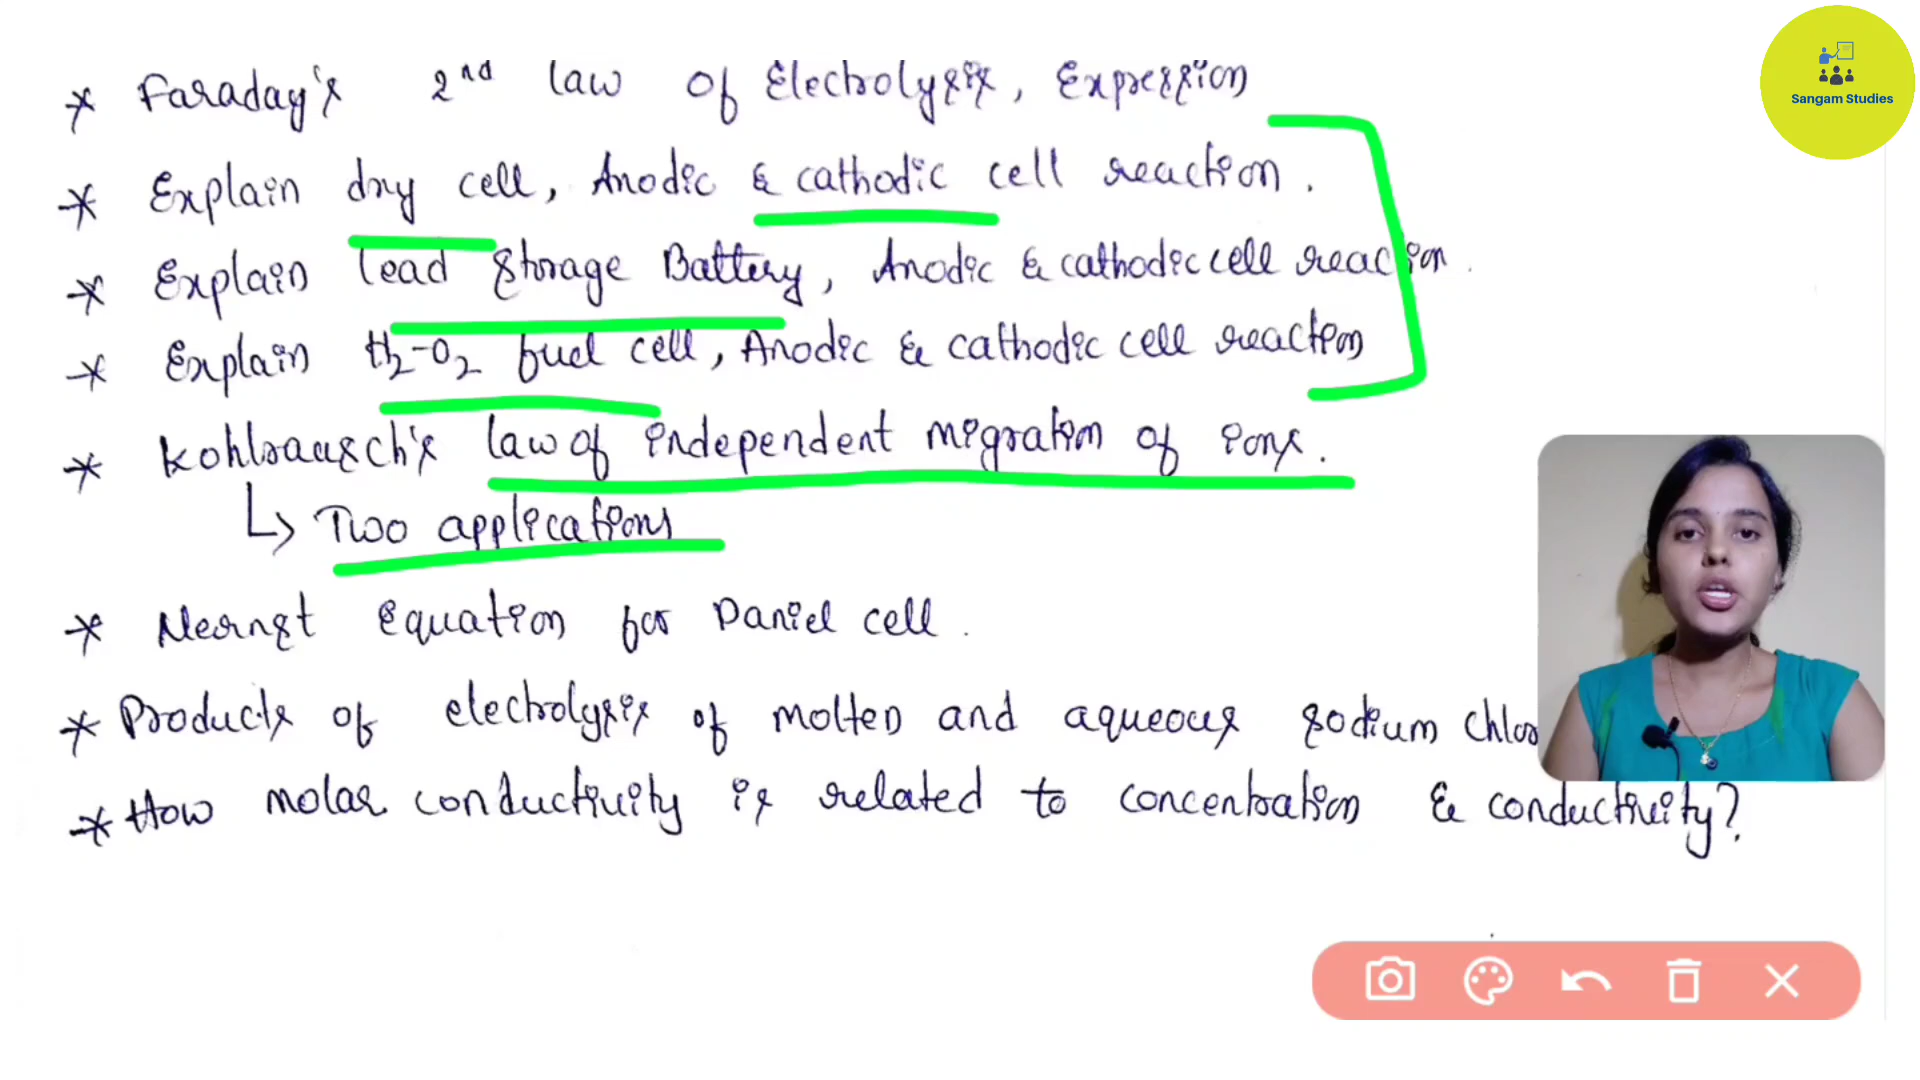 * Faraday's 2nd law of Electrolysis, Expression
* Explain dry cell, Anodic & cathodic cell reaction.
* Explain lead storage Battery, Anodic & cathodic cell reaction.
* Explain H2-O2 fuel cell, Anodic & cathodic cell reaction
* Kohlrausch's law of independent migration of ions.
↳ Two applications
* Nernst equation for Daniel cell.
* Products of electrolysis of molten and aqueous sodium chlor
* How molar conductivity is related to concentration & conductivity?
Sangam Studies